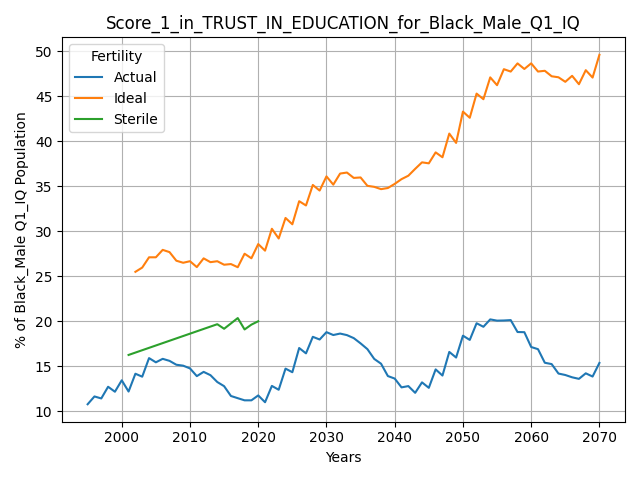 Score_1_in_TRUST_IN_EDUCATION_for_Black_Male_Q1_IQ
Fertility
Actual
Ideal
Sterile
% of Black_Male Q1_IQ Population
50
45
40
35
30
25
20
15
10
2000
2010
2020
2030
2040
2050
2060
2070
Years